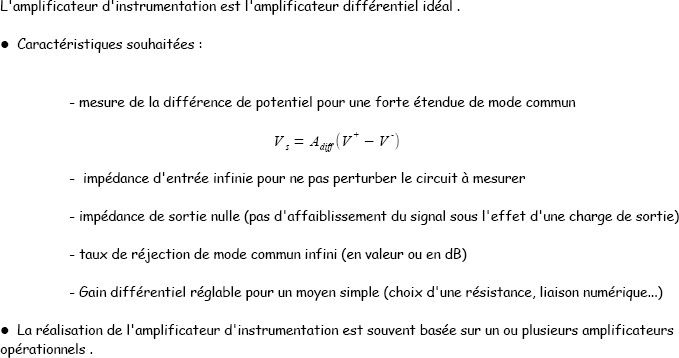 L'amplificateur d'instrumentation est l'amplificateur différentiel idéal .
● Caractéristiques souhaitées :
- mesure de la différence de potentiel pour une forte étendue de mode commun
V_s = A_diff (V^+ − V^-)
- impédance d'entrée infinie pour ne pas perturber le circuit à mesurer
- impédance de sortie nulle (pas d'affaiblissement du signal sous l'effet d'une charge de sortie)
- taux de réjection de mode commun infini (en valeur ou en dB)
- Gain différentiel réglable pour un moyen simple (choix d'une résistance, liaison numérique...)
● La réalisation de l'amplificateur d'instrumentation est souvent basée sur un ou plusieurs amplificateurs
opérationnels .